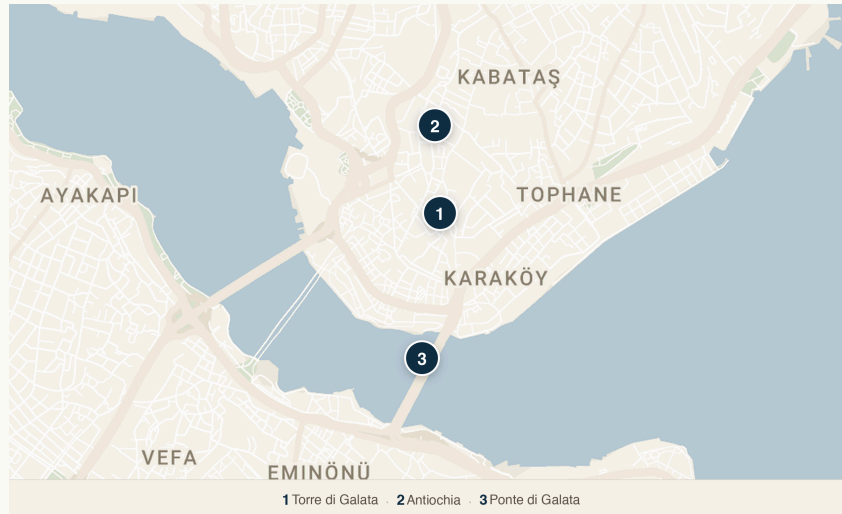 KABATAŞ
2
AYAKAPI
TOPHANE
1
KARAKÖY
3
VEFA
EMINÖNÜ
1 Torre di Galata · 2 Antiochia · 3 Ponte di Galata